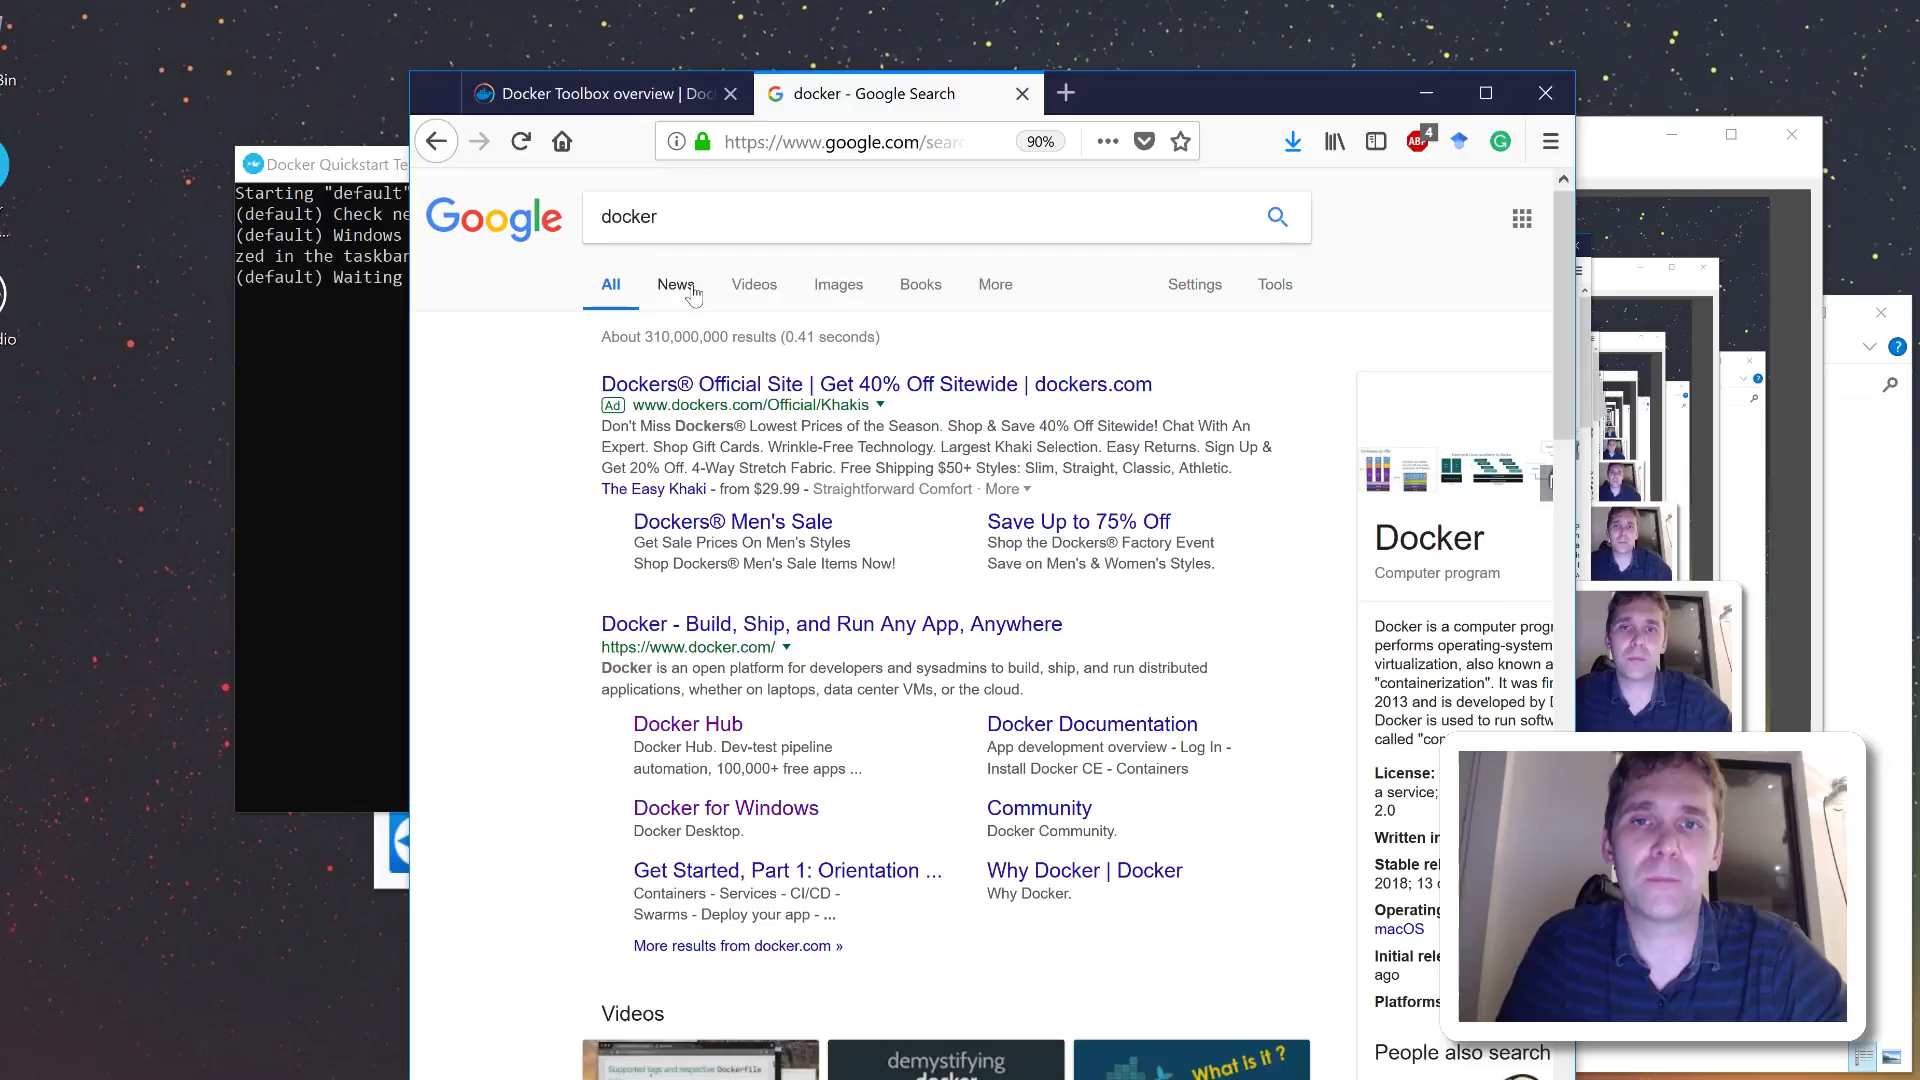 Bin
Docker Toolbox overview | Doc
docker - Google Search
https://www.google.com/searc
90%
ABP
4
Docker Quickstart Te
Starting "default"
(default) Check ne
(default) Windows
zed in the taskbar
(default) Waiting
dio
Google
docker
All
News
Videos
Images
Books
More
Settings
Tools
About 310,000,000 results (0.41 seconds)
Dockers® Official Site | Get 40% Off Sitewide | dockers.com
Ad www.dockers.com/Official/Khakis
Don't Miss Dockers® Lowest Prices of the Season. Shop & Save 40% Off Sitewide! Chat With An
Expert. Shop Gift Cards. Wrinkle-Free Technology. Largest Khaki Selection. Easy Returns. Sign Up &
Get 20% Off. 4-Way Stretch Fabric. Free Shipping $50+ Styles: Slim, Straight, Classic, Athletic.
The Easy Khaki - from $29.99 - Straightforward Comfort · More
Dockers® Men's Sale
Get Sale Prices On Men's Styles
Shop Dockers® Men's Sale Items Now!
Save Up to 75% Off
Shop the Dockers® Factory Event
Save on Men's & Women's Styles.
Docker - Build, Ship, and Run Any App, Anywhere
https://www.docker.com/
Docker is an open platform for developers and sysadmins to build, ship, and run distributed
applications, whether on laptops, data center VMs, or the cloud.
Docker Hub
Docker Hub. Dev-test pipeline
automation, 100,000+ free apps ...
Docker Documentation
App development overview - Log In -
Install Docker CE - Containers
Docker for Windows
Docker Desktop.
Community
Docker Community.
Get Started, Part 1: Orientation ...
Containers - Services - CI/CD -
Swarms - Deploy your app - ...
Why Docker | Docker
Why Docker.
More results from docker.com »
Videos
Supported tags and respective Dockerfile
demystifying
docker
What is it ?
Docker
Computer program
Docker is a computer progr
performs operating-system
virtualization, also known a
"containerization". It was fir
2013 and is developed by D
Docker is used to run softw
called "con
License:
a service;
2.0
Written in
Stable rel
2018; 13 d
Operating
macOS
Initial rele
ago
Platforms
People also search